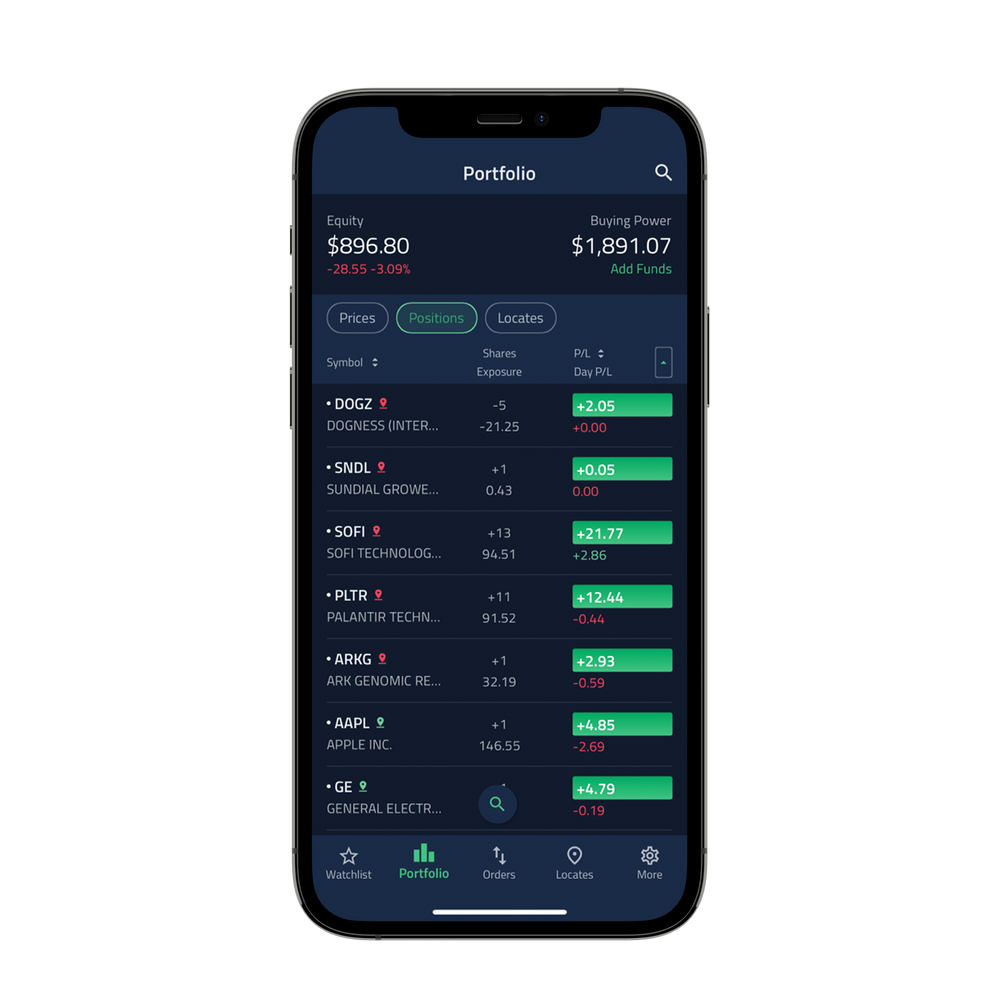 Portfolio
Equity
Buying Power
$896.80
$1,891.07
-28.55 -3.09%
Add Funds
Prices
Positions
Locates
Symbol
Shares
Exposure
P/L
Day P/L
• DOGZ
-5
+2.05
DOGNESS (INTER...
-21.25
+0.00
• SNDL
+1
+0.05
SUNDIAL GROWE...
0.43
0.00
• SOFI
+13
+21.77
SOFI TECHNOLOG...
94.51
+2.86
• PLTR
+11
+12.44
PALANTIR TECHN...
91.52
-0.44
• ARKG
+1
+2.93
ARK GENOMIC RE...
32.19
-0.59
• AAPL
+1
+4.85
APPLE INC.
146.55
-2.69
• GE
+4.79
GENERAL ELECTR...
-0.19
Watchlist
Portfolio
Orders
Locates
More